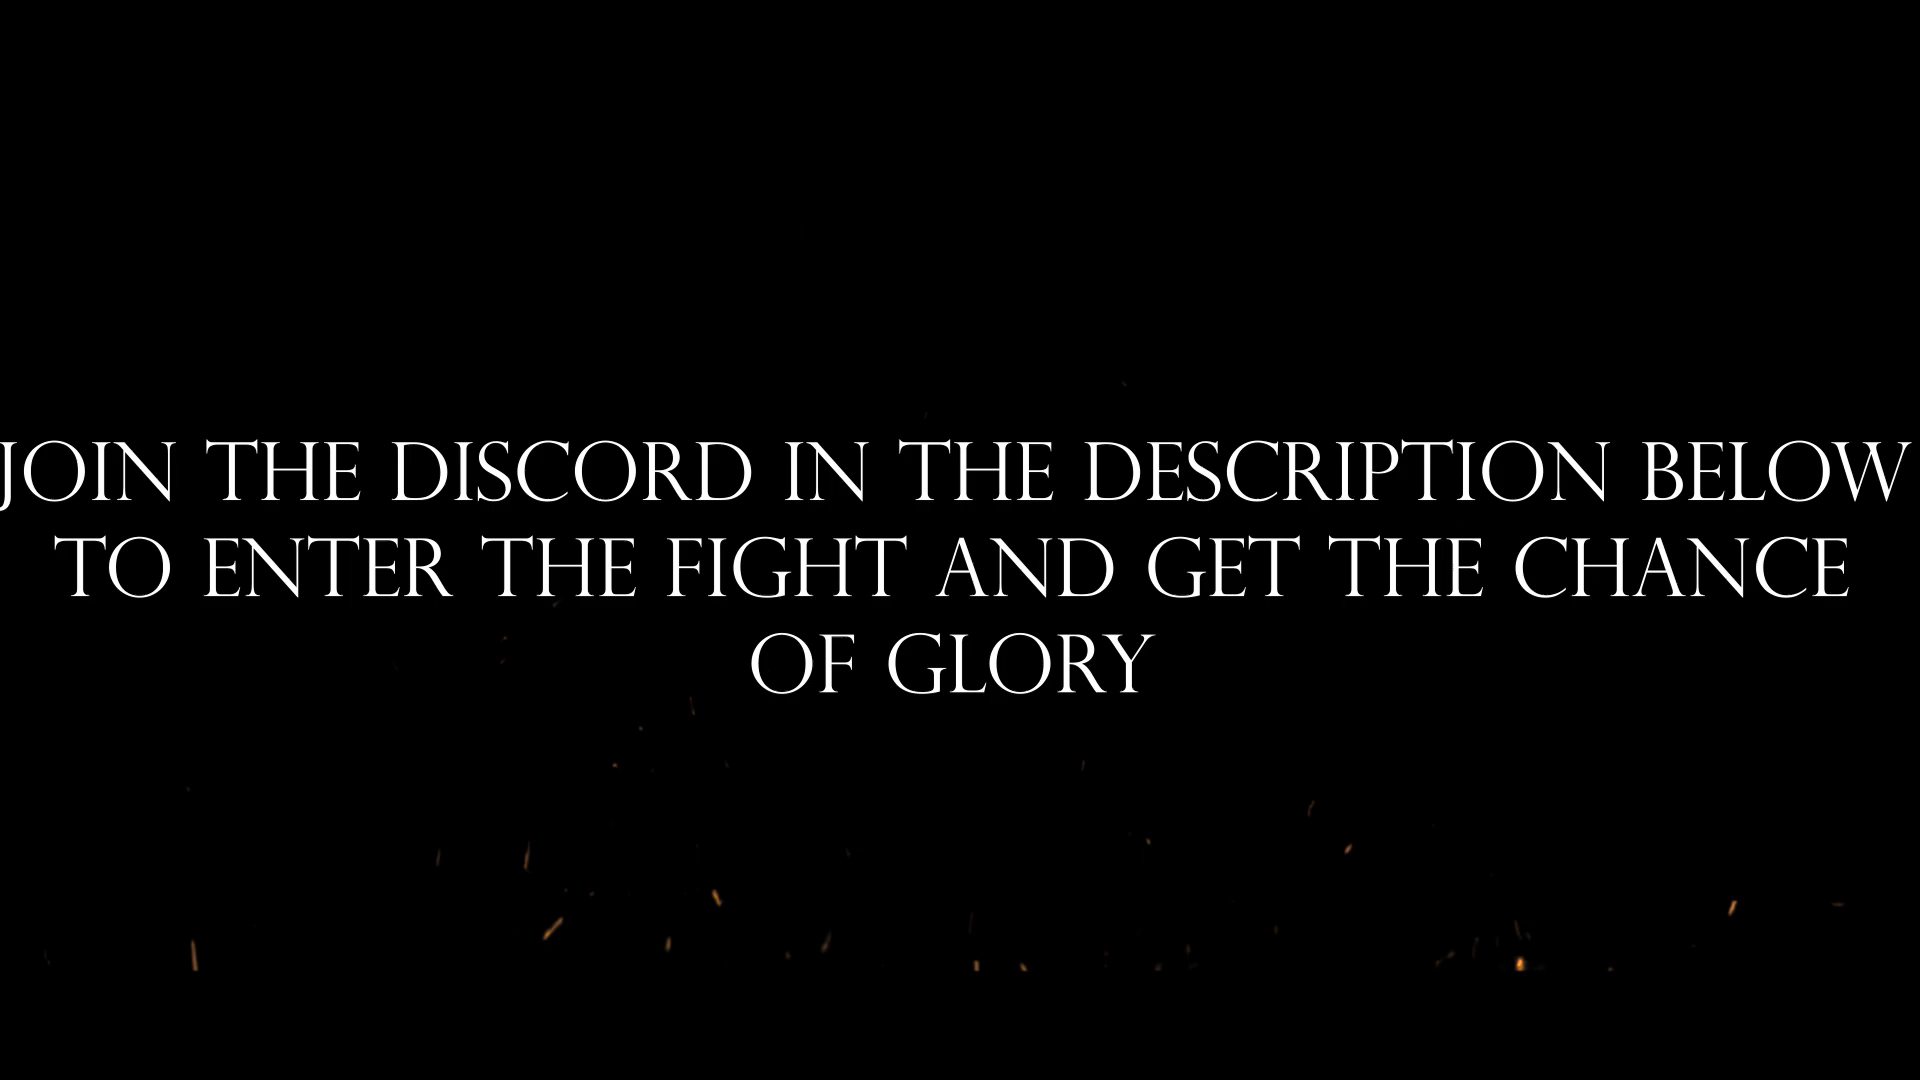 JOIN THE DISCORD IN THE DESCRIPTION BELOW
TO ENTER THE FIGHT AND GET THE CHANCE
OF GLORY